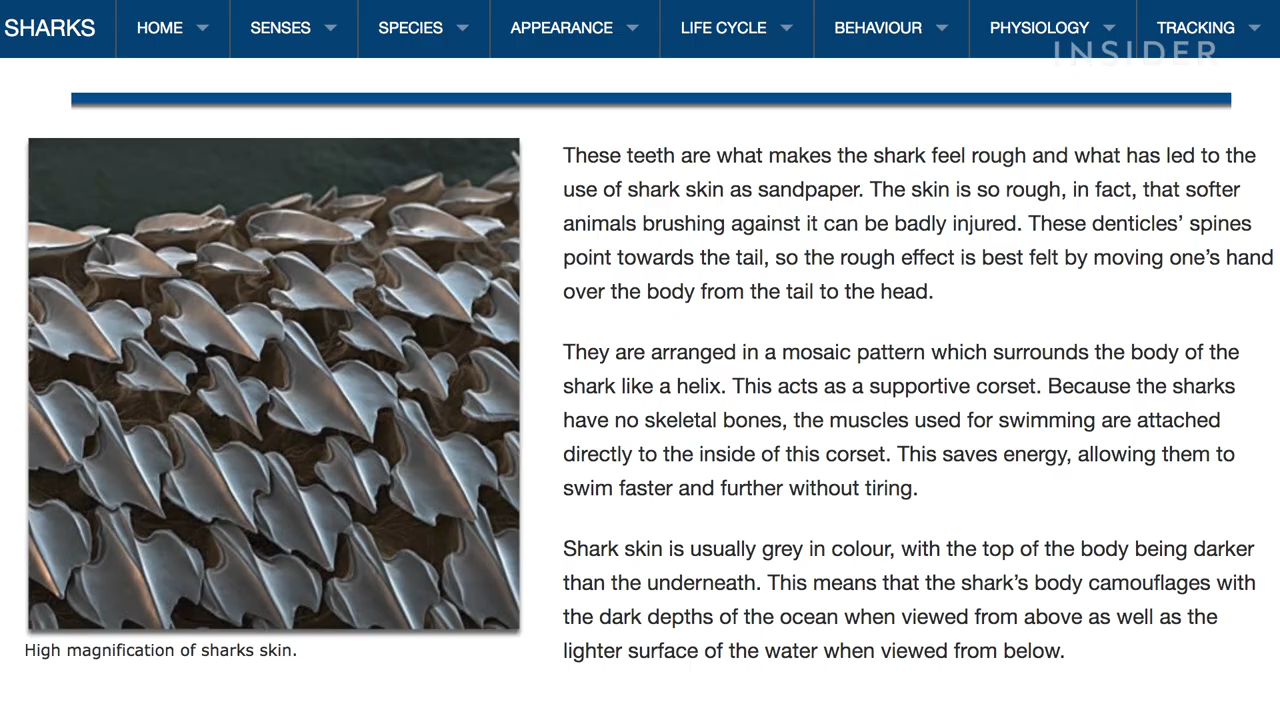 SHARKS HOME SENSES SPECIES APPEARANCE LIFE CYCLE BEHAVIOUR PHYSIOLOGY TRACKING
INSIDER
These teeth are what makes the shark feel rough and what has led to the
use of shark skin as sandpaper. The skin is so rough, in fact, that softer
animals brushing against it can be badly injured. These denticles’ spines
point towards the tail, so the rough effect is best felt by moving one’s hand
over the body from the tail to the head.
They are arranged in a mosaic pattern which surrounds the body of the
shark like a helix. This acts as a supportive corset. Because the sharks
have no skeletal bones, the muscles used for swimming are attached
directly to the inside of this corset. This saves energy, allowing them to
swim faster and further without tiring.
Shark skin is usually grey in colour, with the top of the body being darker
than the underneath. This means that the shark’s body camouflages with
the dark depths of the ocean when viewed from above as well as the
lighter surface of the water when viewed from below.
High magnification of sharks skin.